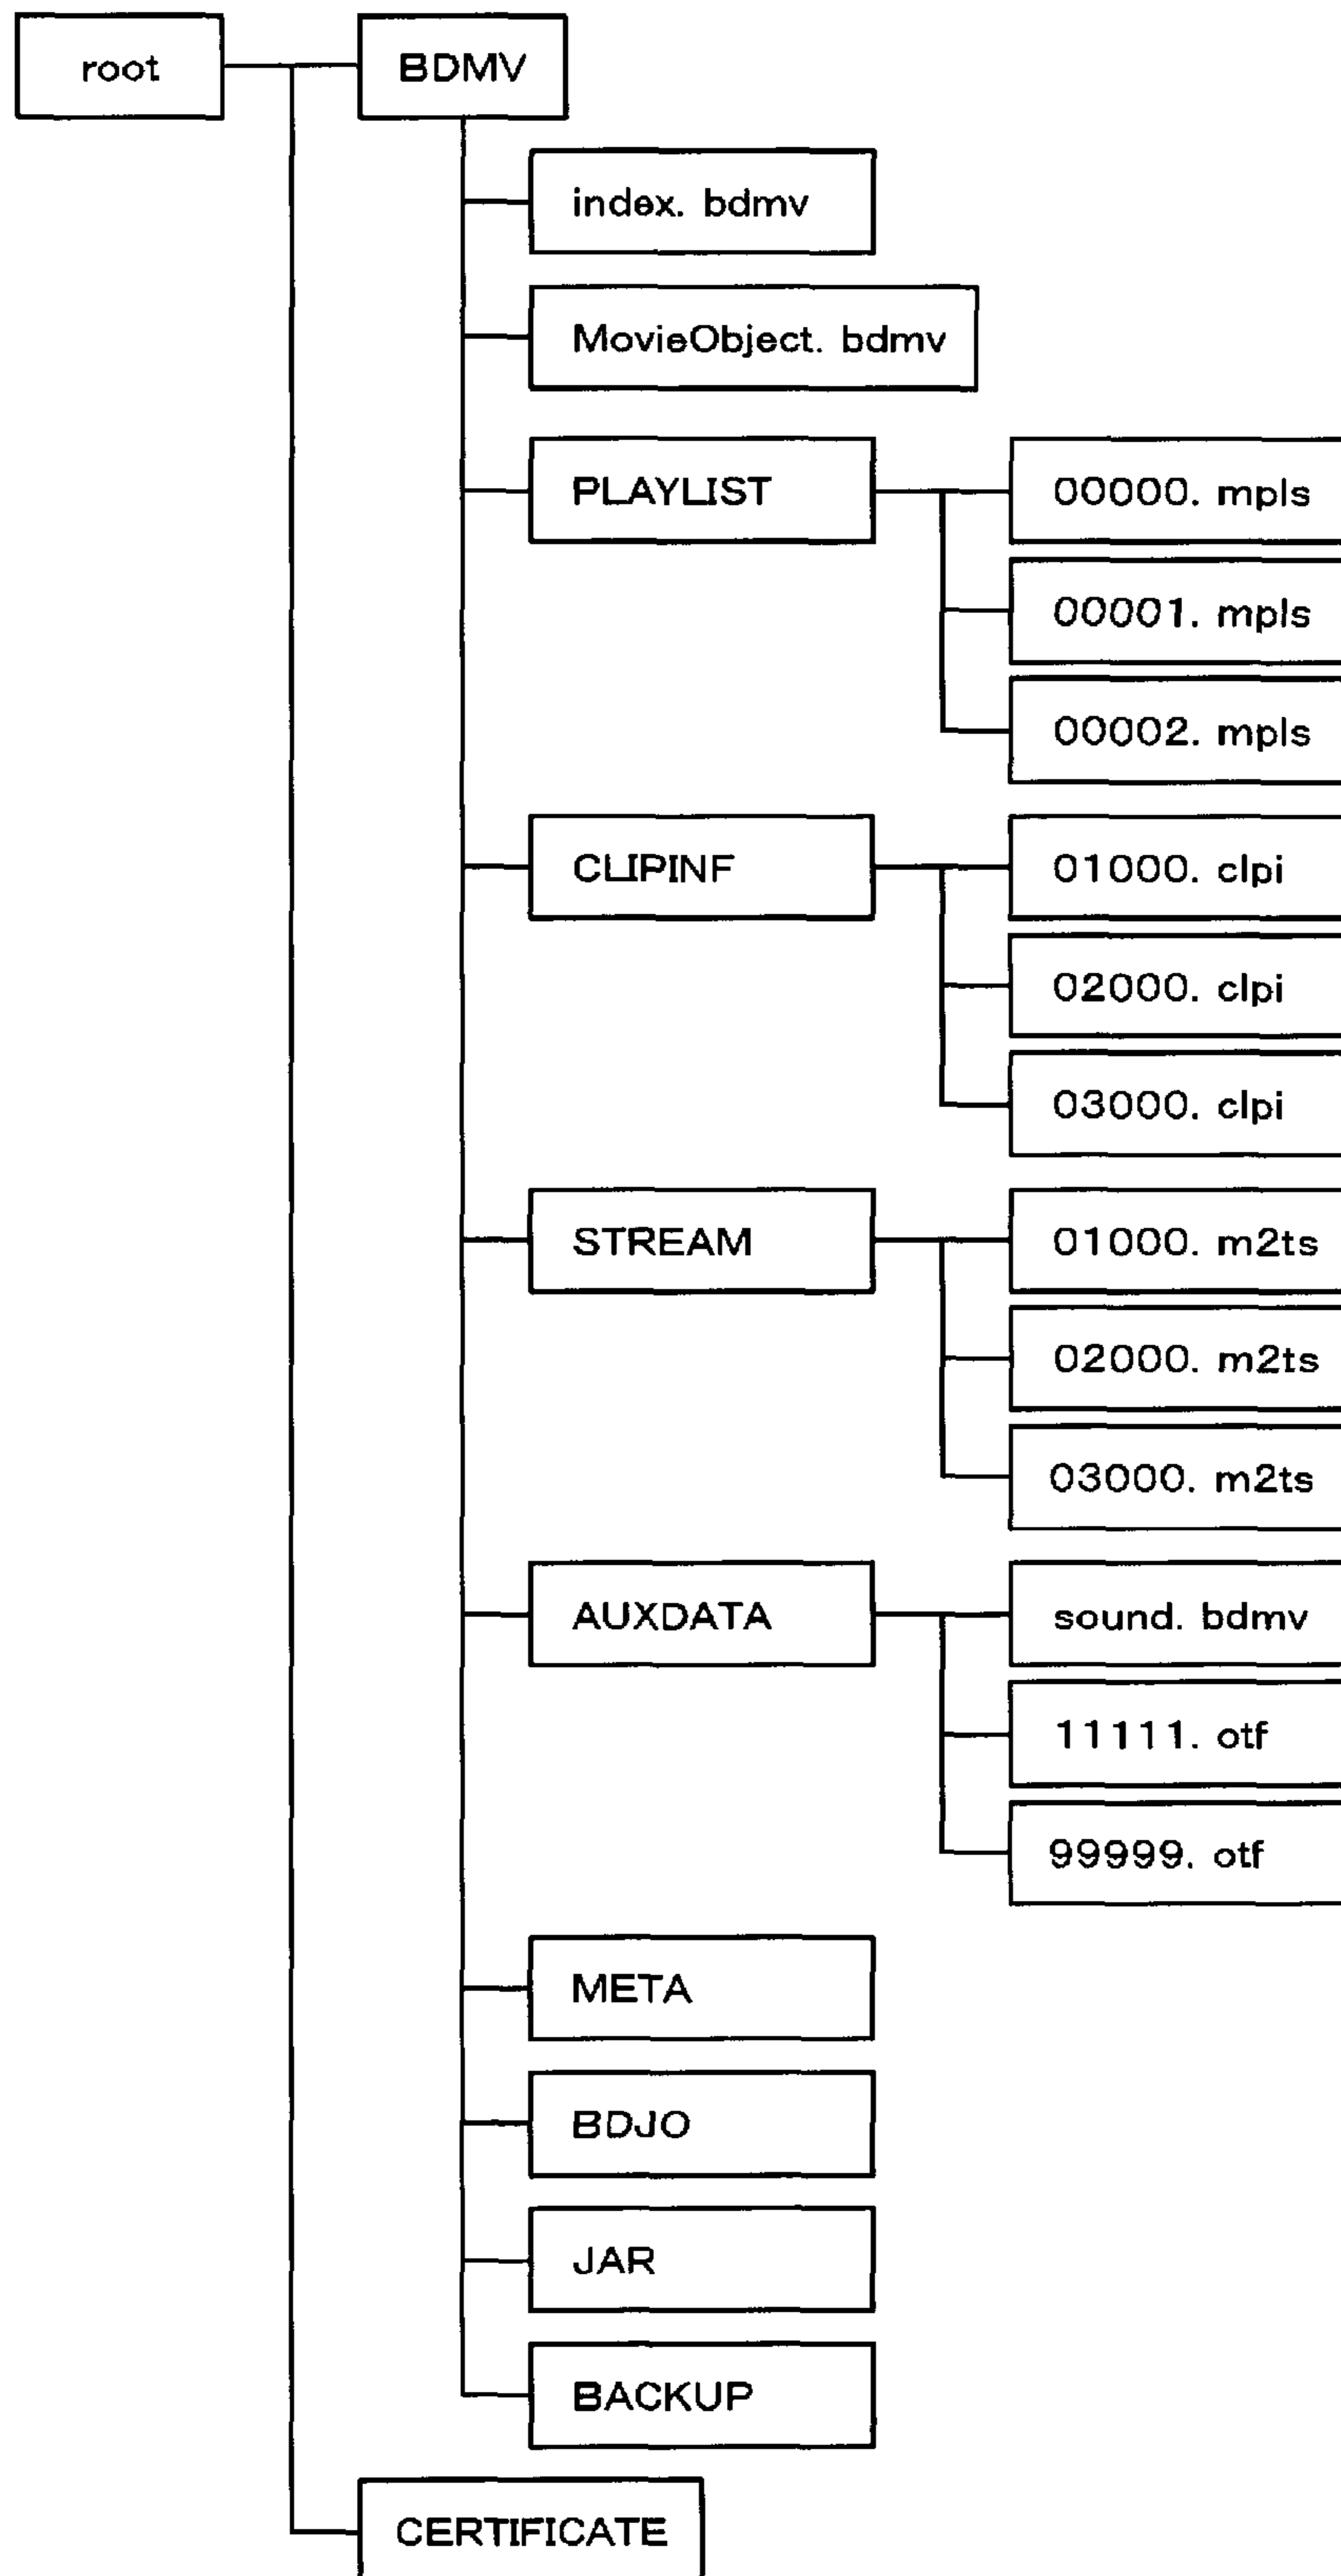 root
BDMV
index. bdmv
MovieObject. bdmv
PLAYLIST
00000. mpls
00001. mpls
00002. mpls
CLIPINF
01000. clpi
02000. clpi
03000. clpi
STREAM
01000. m2ts
02000. m2ts
03000. m2ts
AUXDATA
sound. bdmv
11111. otf
99999. otf
META
BDJO
JAR
BACKUP
CERTIFICATE